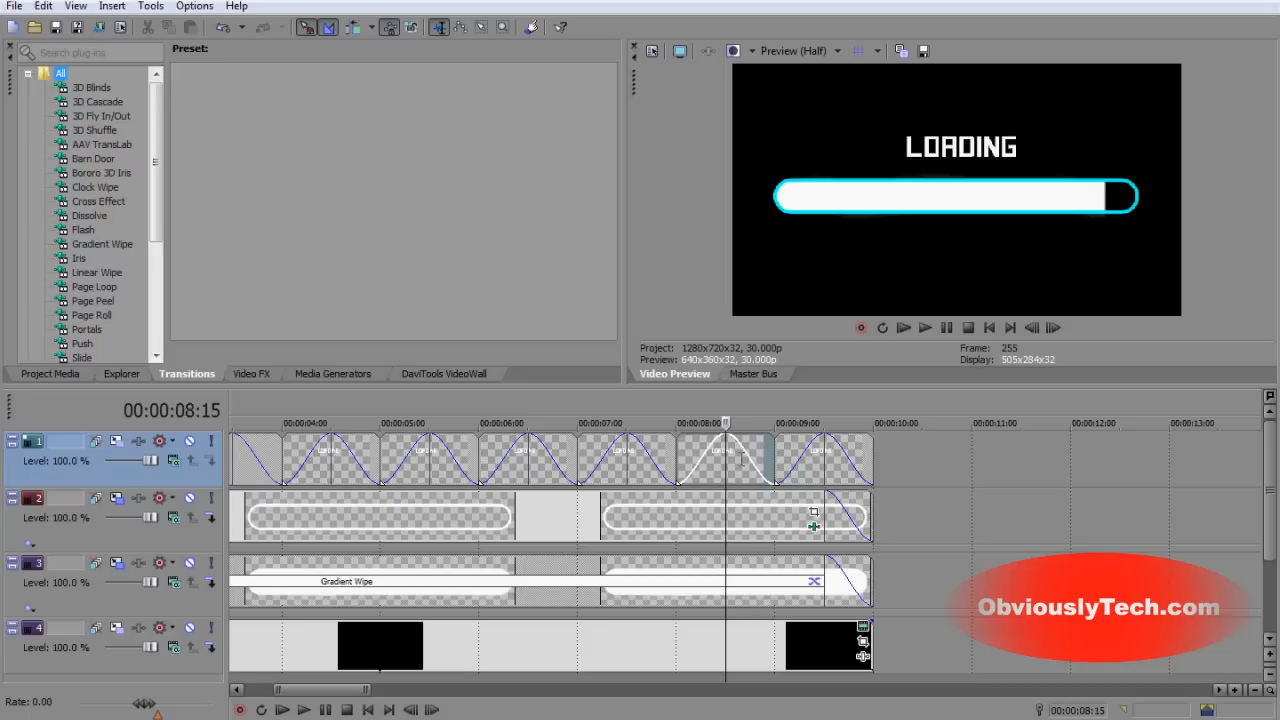 File Edit View Insert Tools Options Help
Search plug-ins
Preset:
Preview (Half)
All
3D Blinds
3D Cascade
3D Fly In/Out
3D Shuffle
AAV TransLab
Barn Door
Bororo 3D Iris
Clock Wipe
Cross Effect
Dissolve
Flash
Gradient Wipe
Iris
Linear Wipe
Page Loop
Page Peel
Page Roll
Portals
Push
Slide
LOADING
Project: 1280x720x32, 30.000p
Preview: 640x360x32, 30.000p
Frame: 255
Display: 505x284x32
Project Media Explorer Transitions Video FX Media Generators DaviTools VideoWall
Video Preview Master Bus
00:00:08:15
00:00:04:00 00:00:05:00 00:00:06:00 00:00:07:00 00:00:08:00 00:00:09:00 00:00:10:00 00:00:11:00 00:00:12:00 00:00:13:00
1
Level: 100.0 %
LOADING LOADING LOADING LOADING LOADING LOADING
2
Level: 100.0 %
3
Level: 100.0 %
Gradient Wipe
4
Level: 100.0 %
ObviouslyTech.com
Rate: 0.00
00:00:08:15